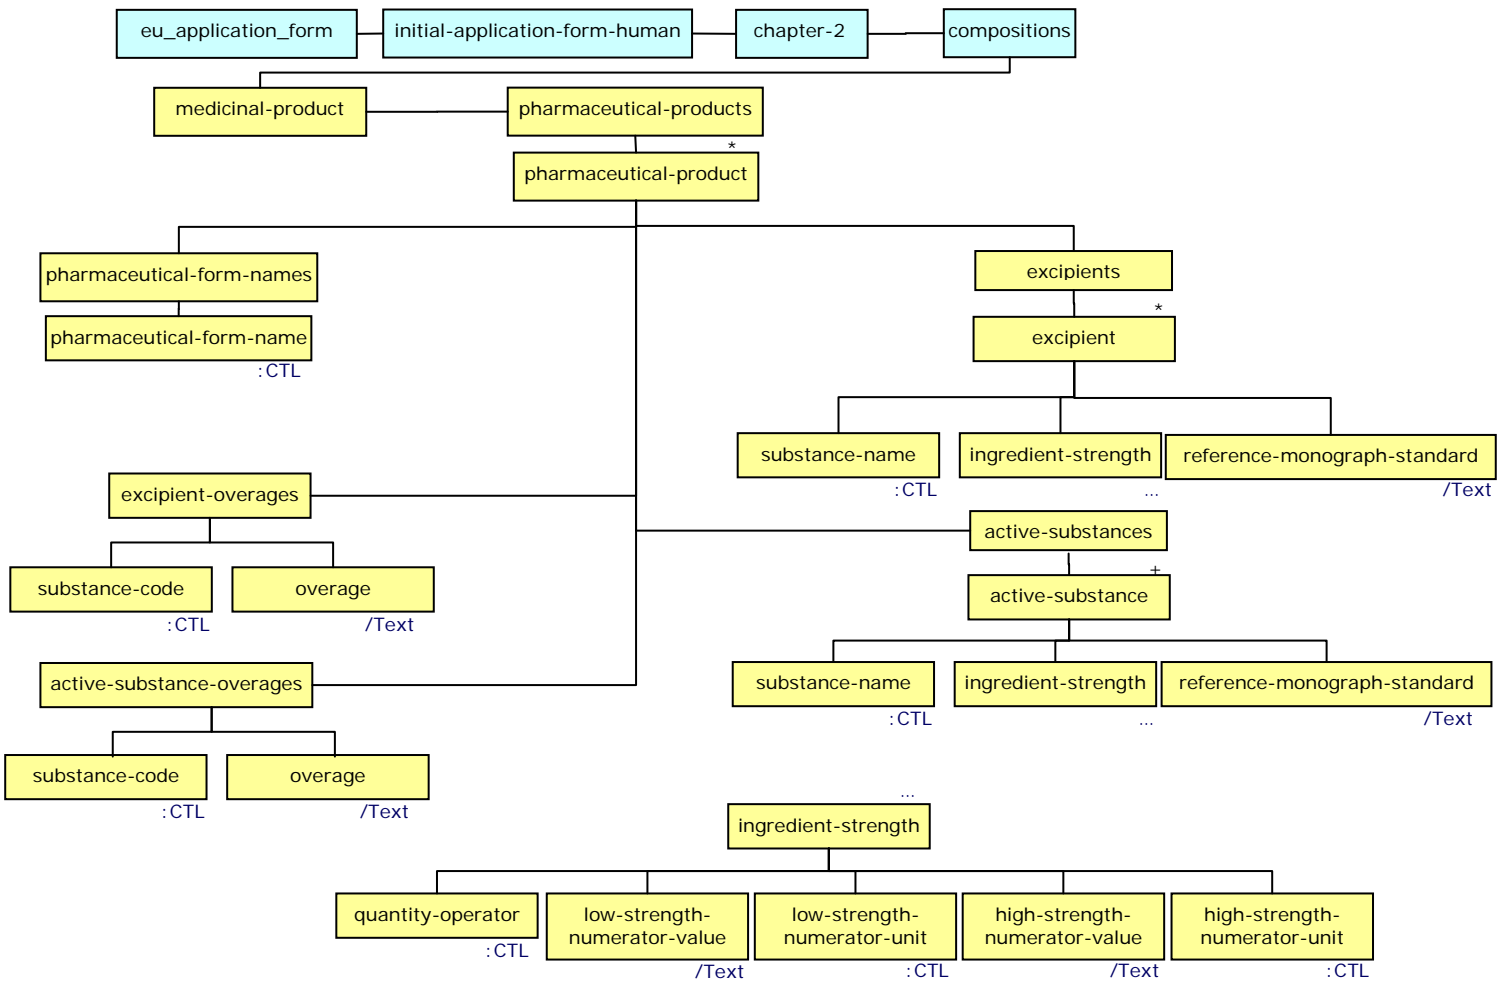 eu_application_form
initial-application-form-human
chapter-2
compositions
medicinal-product
pharmaceutical-products
*
pharmaceutical-product
pharmaceutical-form-names
excipients
*
pharmaceutical-form-name
:CTL
excipient
substance-name
:CTL
ingredient-strength
...
reference-monograph-standard
/Text
excipient-overages
active-substances
+
substance-code
:CTL
overage
/Text
active-substance
active-substance-overages
substance-name
:CTL
ingredient-strength
...
reference-monograph-standard
/Text
substance-code
:CTL
overage
/Text
...
ingredient-strength
quantity-operator
:CTL
low-strength-
numerator-value
/Text
low-strength-
numerator-unit
:CTL
high-strength-
numerator-value
/Text
high-strength-
numerator-unit
:CTL